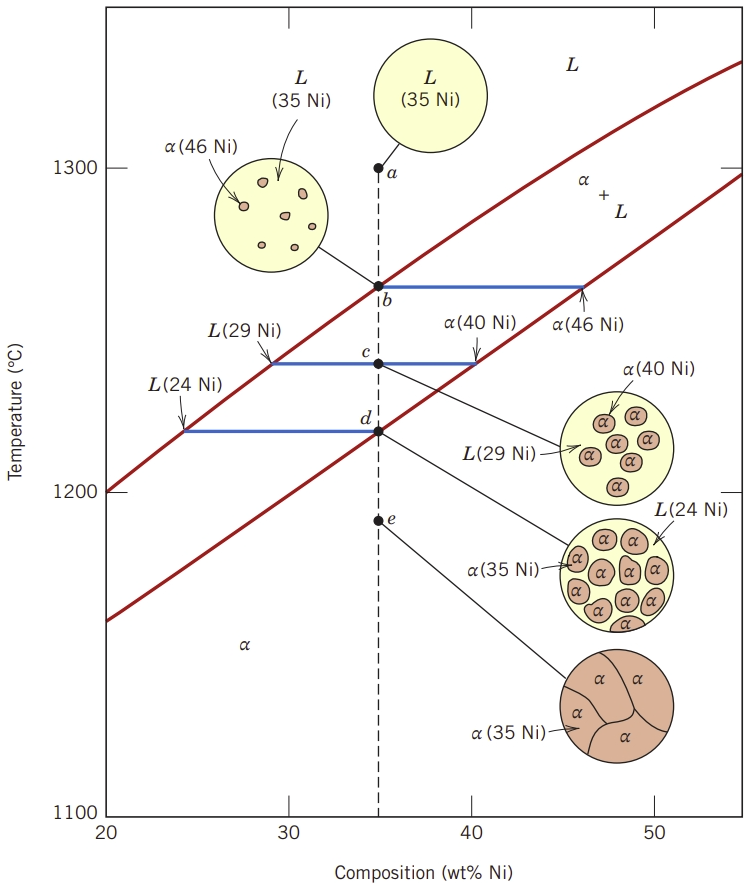 L
L
(35 Ni)
L
(35 Ni)
α(46 Ni)
1300
a
α
+
L
b
L(29 Ni)
α(40 Ni)
α(46 Ni)
c
L(24 Ni)
α(40 Ni)
d
α
α
α
α
α
L(29 Ni)
α
α
α
1200
L(24 Ni)
e
α
α
α
α(35 Ni)
α
α
α
α
α
α
α
α
α
α
α
α
α
α
α(35 Ni)
α
1100
20
30
40
50
Temperature (°C)
Composition (wt% Ni)